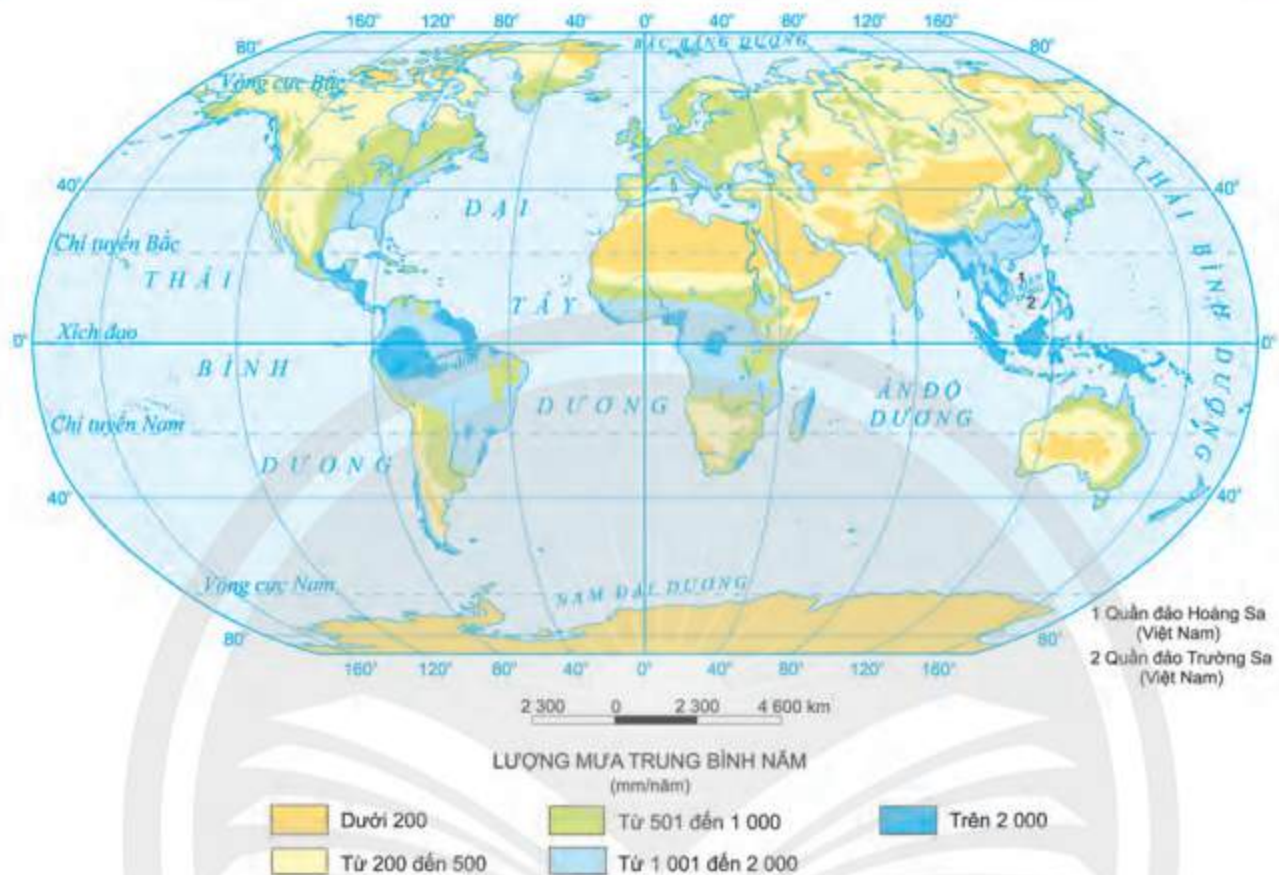 160° 120° 80° 40° 0° 40° 80° 120° 160°
BẮC BĂNG DƯƠNG
80° 80°
Vòng cực Bắc
40° 40°
ĐẠI
Chí tuyến Bắc
THÁI
TÂY
THÁI BÌNH DƯƠNG
1
2
Xích đạo
0° 0°
BÌNH
DƯƠNG
ẤN ĐỘ
DƯƠNG
Chí tuyến Nam
DƯƠNG
40° 40°
Vòng cực Nam
NAM ĐẠI DƯƠNG
80° 80°
160° 120° 80° 40° 0° 40° 80° 120° 160°
1 Quần đảo Hoàng Sa
(Việt Nam)
2 Quần đảo Trường Sa
(Việt Nam)
2 300 0 2 300 4 600 km
LƯỢNG MƯA TRUNG BÌNH NĂM
(mm/năm)
Dưới 200 Từ 501 đến 1 000 Trên 2 000
Từ 200 đến 500 Từ 1 001 đến 2 000